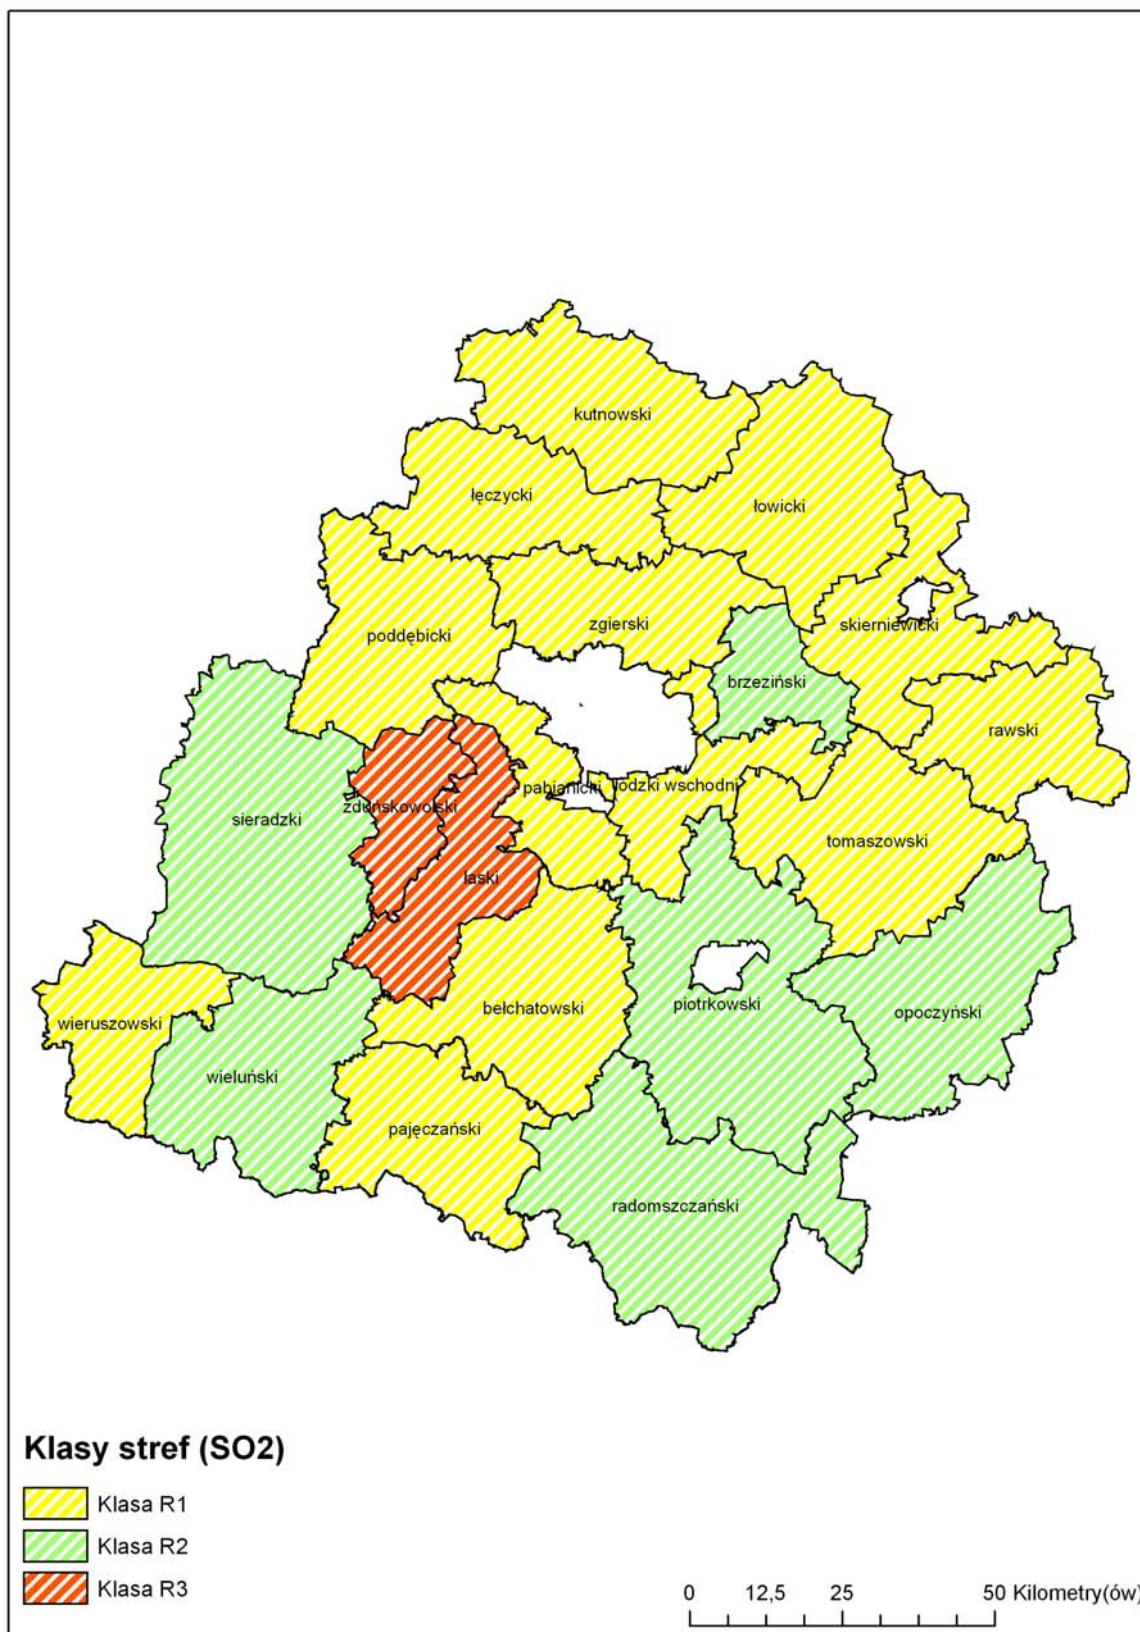 kutnowski
łęczycki
łowicki
zgierski
skierniewicki
poddębicki
brzeziński
rawski
pabianicki
łodzki wschodni
zduńskowolski
sieradzki
tomaszowski
łaski
bełchatowski
piotrkowski
opoczyński
wieruszowski
wieluński
pajęczański
radomszczański
Klasy stref (SO2)
Klasa R1
Klasa R2
Klasa R3
0 12,5 25 50 Kilometry(ów)